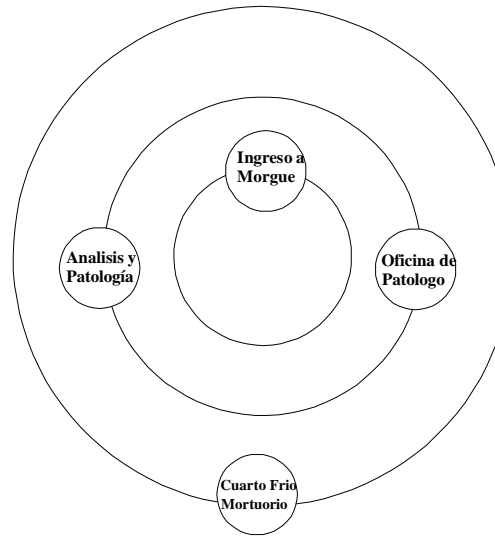 Ingreso a
Morgue
Analisis y
Patología
Oficina de
Patologo
Cuarto Frio
Mortuorio